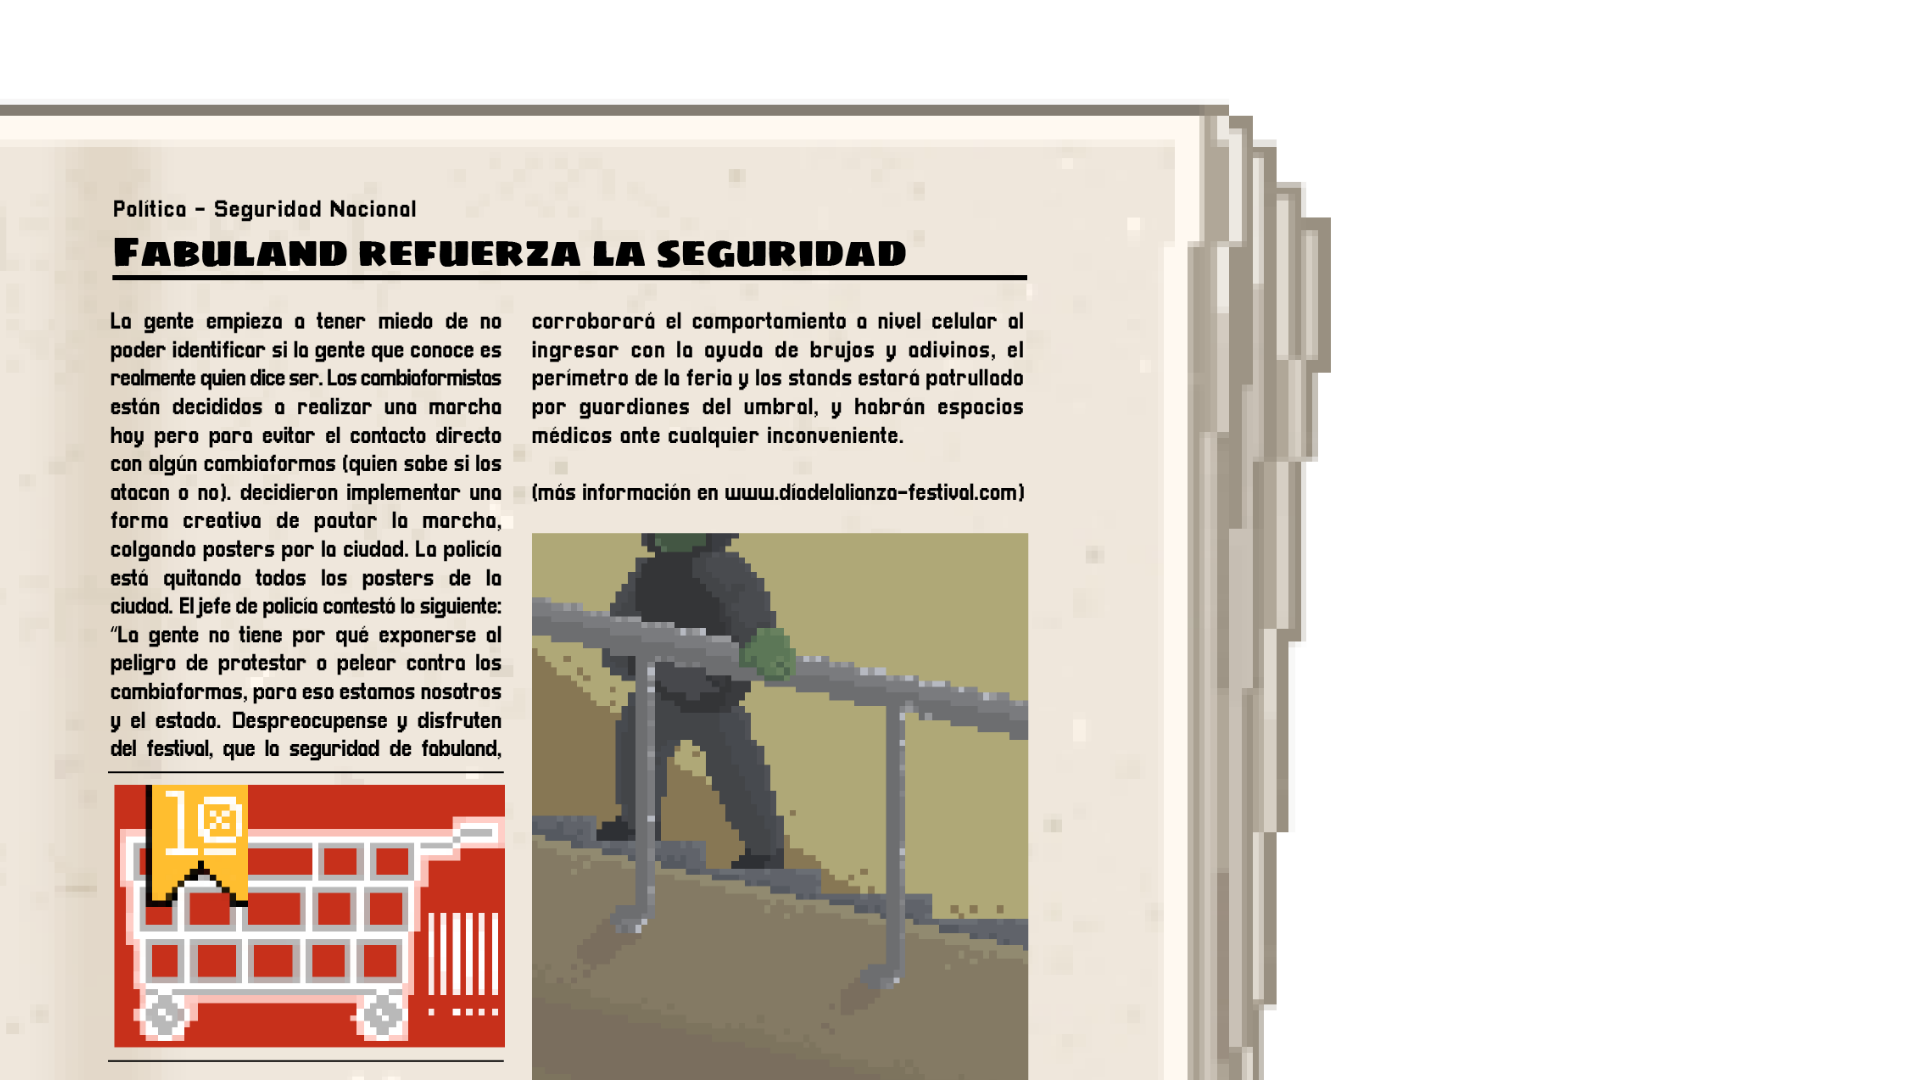 Política - Seguridad Nacional
Fabuland refuerza la seguridad
La gente empieza a tener miedo de no
poder identificar si la gente que conoce es
realmente quien dice ser. Los cambiaformistas
están decididos a realizar una marcha
hoy pero para evitar el contacto directo
con algún cambiaformas (quien sabe si los
atacan o no). decidieron implementar una
forma creativa de pautar la marcha,
colgando posters por la ciudad. La policía
está quitando todos los posters de la
ciudad. El jefe de policía contestó lo siguiente:
“La gente no tiene por qué exponerse al
peligro de protestar o pelear contra los
cambiaformas, para eso estamos nosotros
y el estado. Despreocupense y disfruten
del festival, que la seguridad de fabuland,
10
corroborará el comportamiento a nivel celular al
ingresar con la ayuda de brujos y adivinos, el
perímetro de la feria y los stands estará patrullado
por guardianes del umbral, y habrán espacios
médicos ante cualquier inconveniente.
(más información en www.díadelalianza-festival.com)